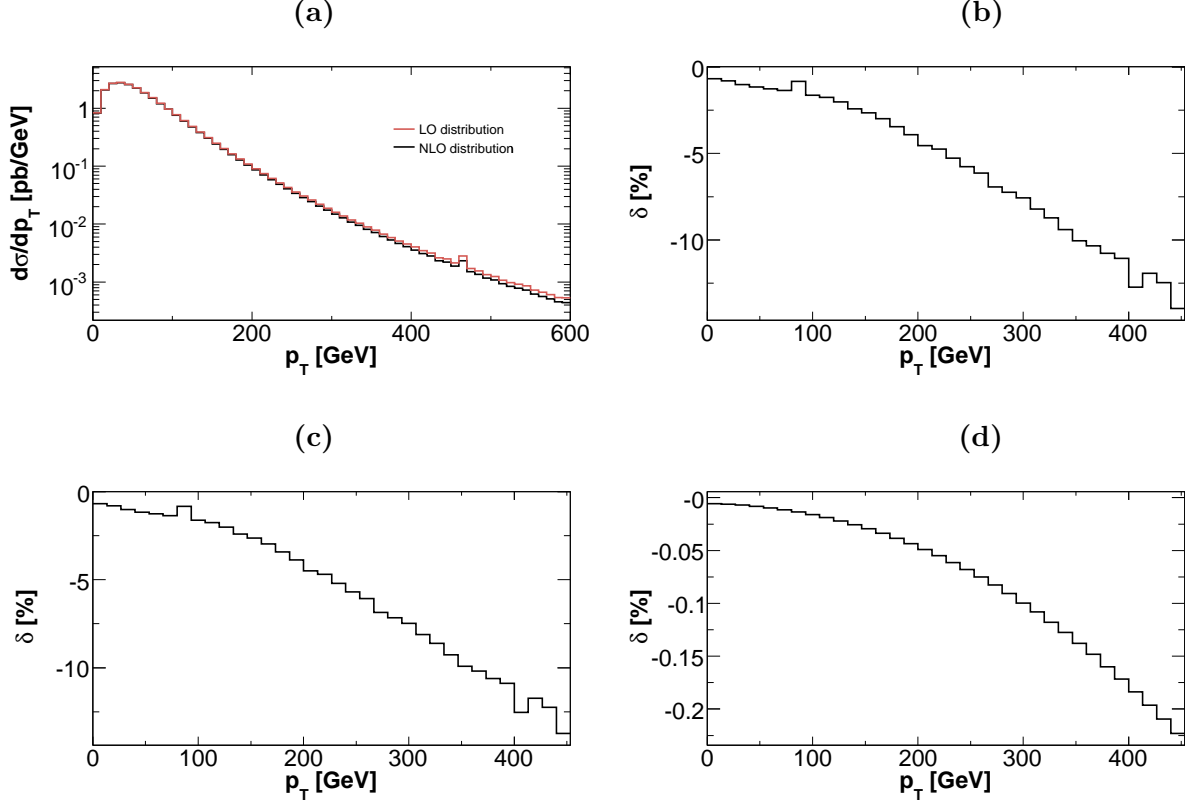 (a)
dσ/dp_T [pb/GeV]
1
10^-1
10^-2
10^-3
LO distribution
NLO distribution
0 200 400 600
p_T [GeV]
(b)
δ [%]
0
-5
-10
0 100 200 300 400
p_T [GeV]
(c)
δ [%]
0
-5
-10
0 100 200 300 400
p_T [GeV]
(d)
δ [%]
-0
-0.05
-0.1
-0.15
-0.2
0 100 200 300 400
p_T [GeV]